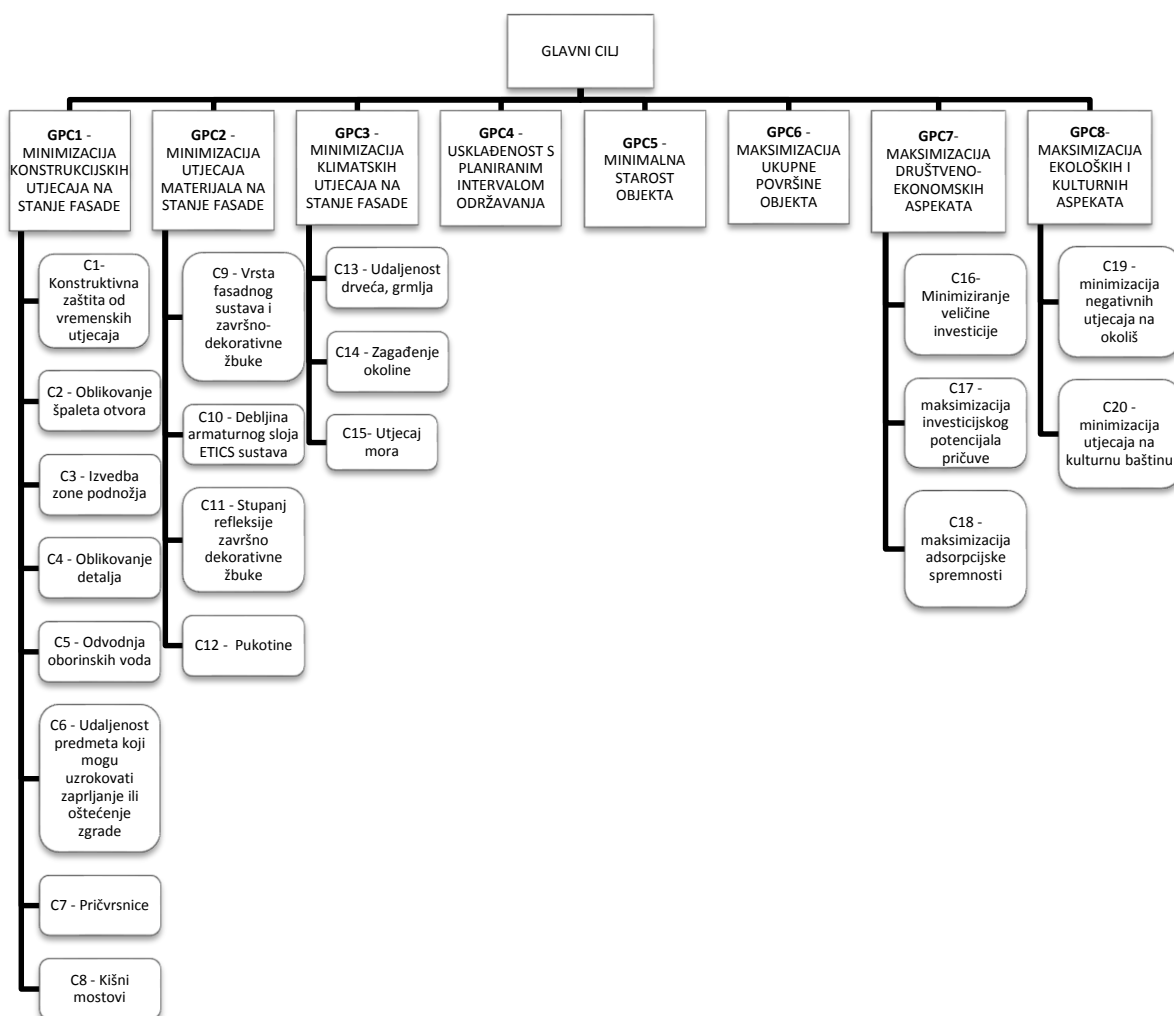 GLAVNI CILJ
GPC1 -
MINIMIZACIJA
KONSTRUKCIJSKIH
UTJECAJA NA
STANJE FASADE
GPC2 -
MINIMIZACIJA
UTJECAJA
MATERIJALA NA
STANJE FASADE
GPC3 -
MINIMIZACIJA
KLIMATSKIH
UTJECAJA NA
STANJE FASADE
GPC4 -
USKLAĐENOST S
PLANIRANIM
INTERVALOM
ODRŽAVANJA
GPC5 -
MINIMALNA
STAROST
OBJEKTA
GPC6 -
MAKSIMIZACIJA
UKUPNE
POVRŠINE
OBJEKTA
GPC7-
MAKSIMIZACIJA
DRUŠTVENO-
EKONOMSKIH
ASPEKATA
GPC8-
MAKSIMIZACIJA
EKOLOŠKIH I
KULTURNIH
ASPEKATA
C1-
Konstruktivna
zaštita od
vremenskih
utjecaja
C2 - Oblikovanje
špaleta otvora
C3 - Izvedba
zone podnožja
C4 - Oblikovanje
detalja
C5 - Odvodnja
oborinskih voda
C6 - Udaljenost
predmeta koji
mogu
uzrokovati
zaprljanje ili
oštećenje
zgrade
C7 - Pričvrsnice
C8 - Kišni
mostovi
C9 - Vrsta
fasadnog
sustava i
završno-
dekorativne
žbuke
C10 - Debljina
armaturnog sloja
ETICS sustava
C11 - Stupanj
refleksije
završno
dekorativne
žbuke
C12 - Pukotine
C13 - Udaljenost
drveća, grmlja
C14 - Zagađenje
okoline
C15- Utjecaj
mora
C16-
Minimiziranje
veličine
investicije
C17 -
maksimizacija
investicijskog
potencijala
pričuve
C18 -
maksimizacija
adsorpcijske
spremnosti
C19 -
minimizacija
negativnih
utjecaja na
okoliš
C20 -
minimizacija
utjecaja na
kulturnu baštinu